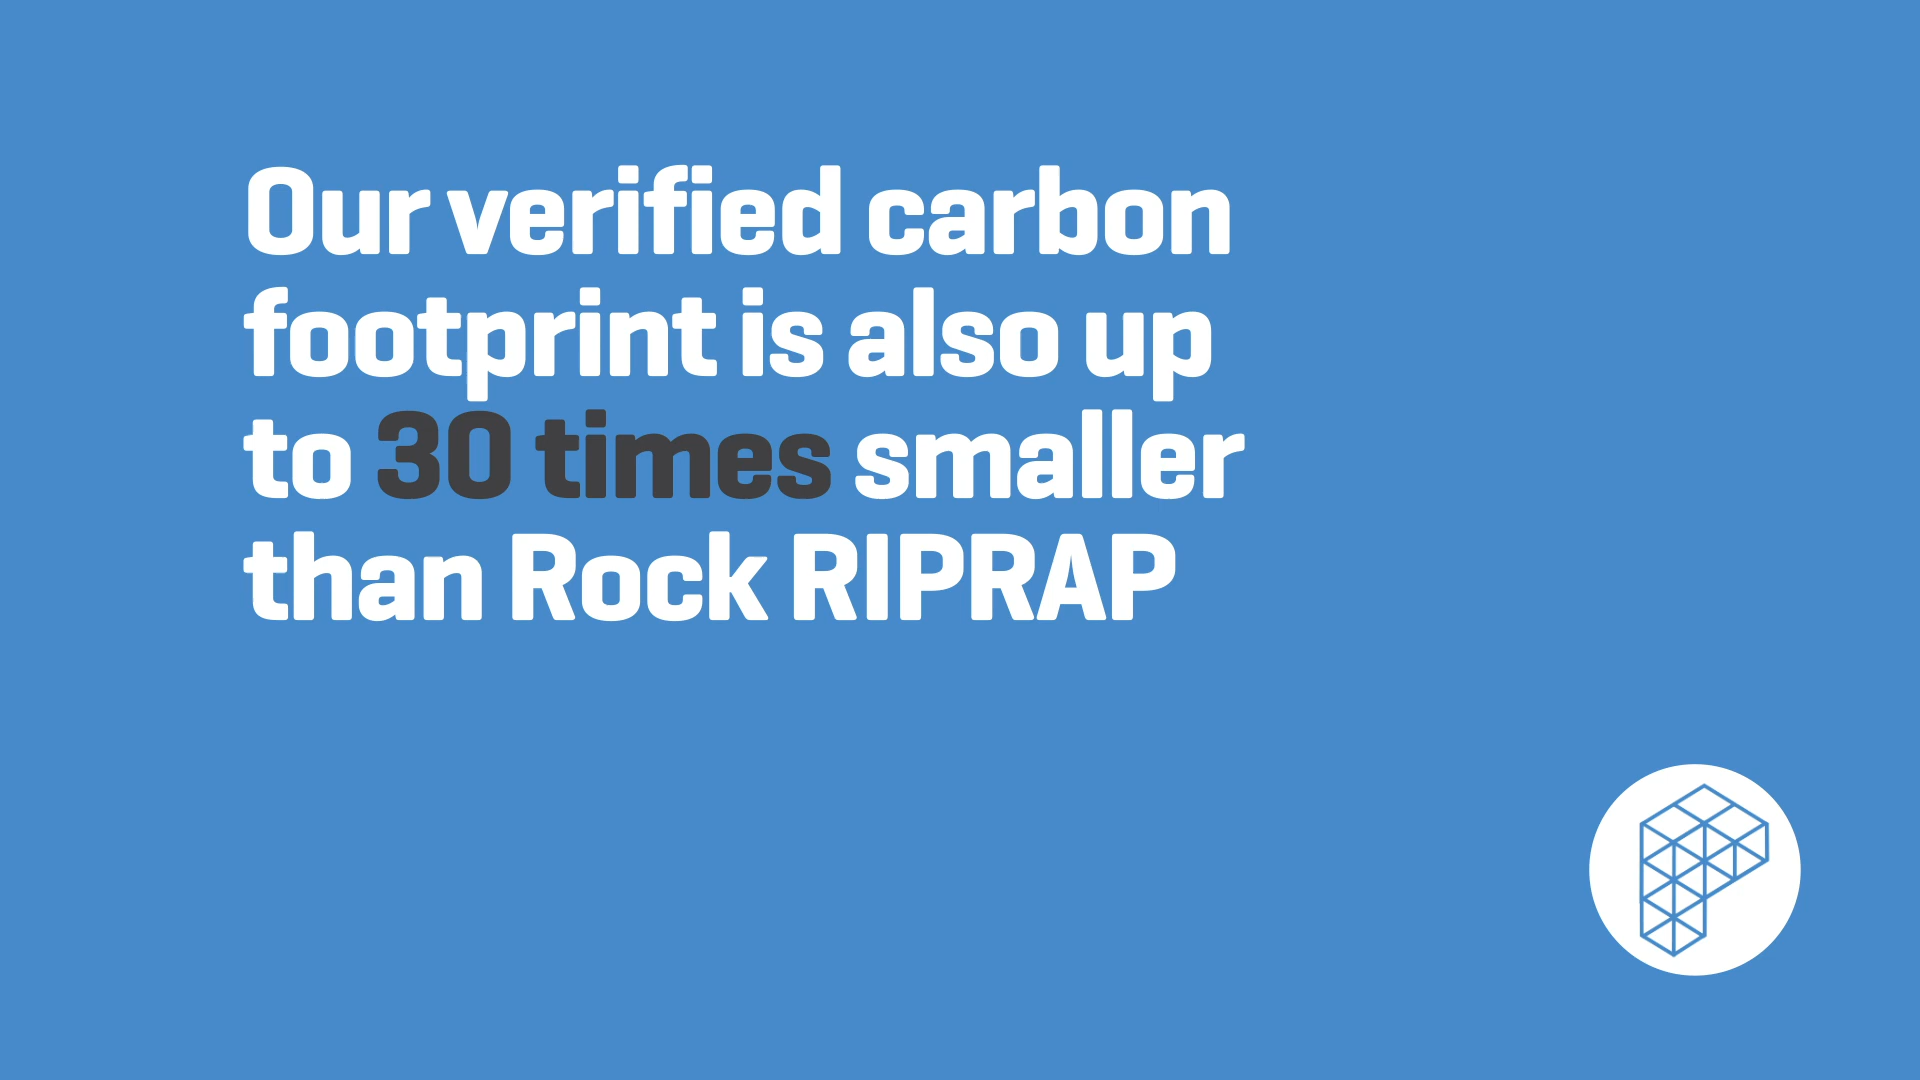 Our verified carbon
footprint is also up
to 30 times smaller
than Rock RIPRAP